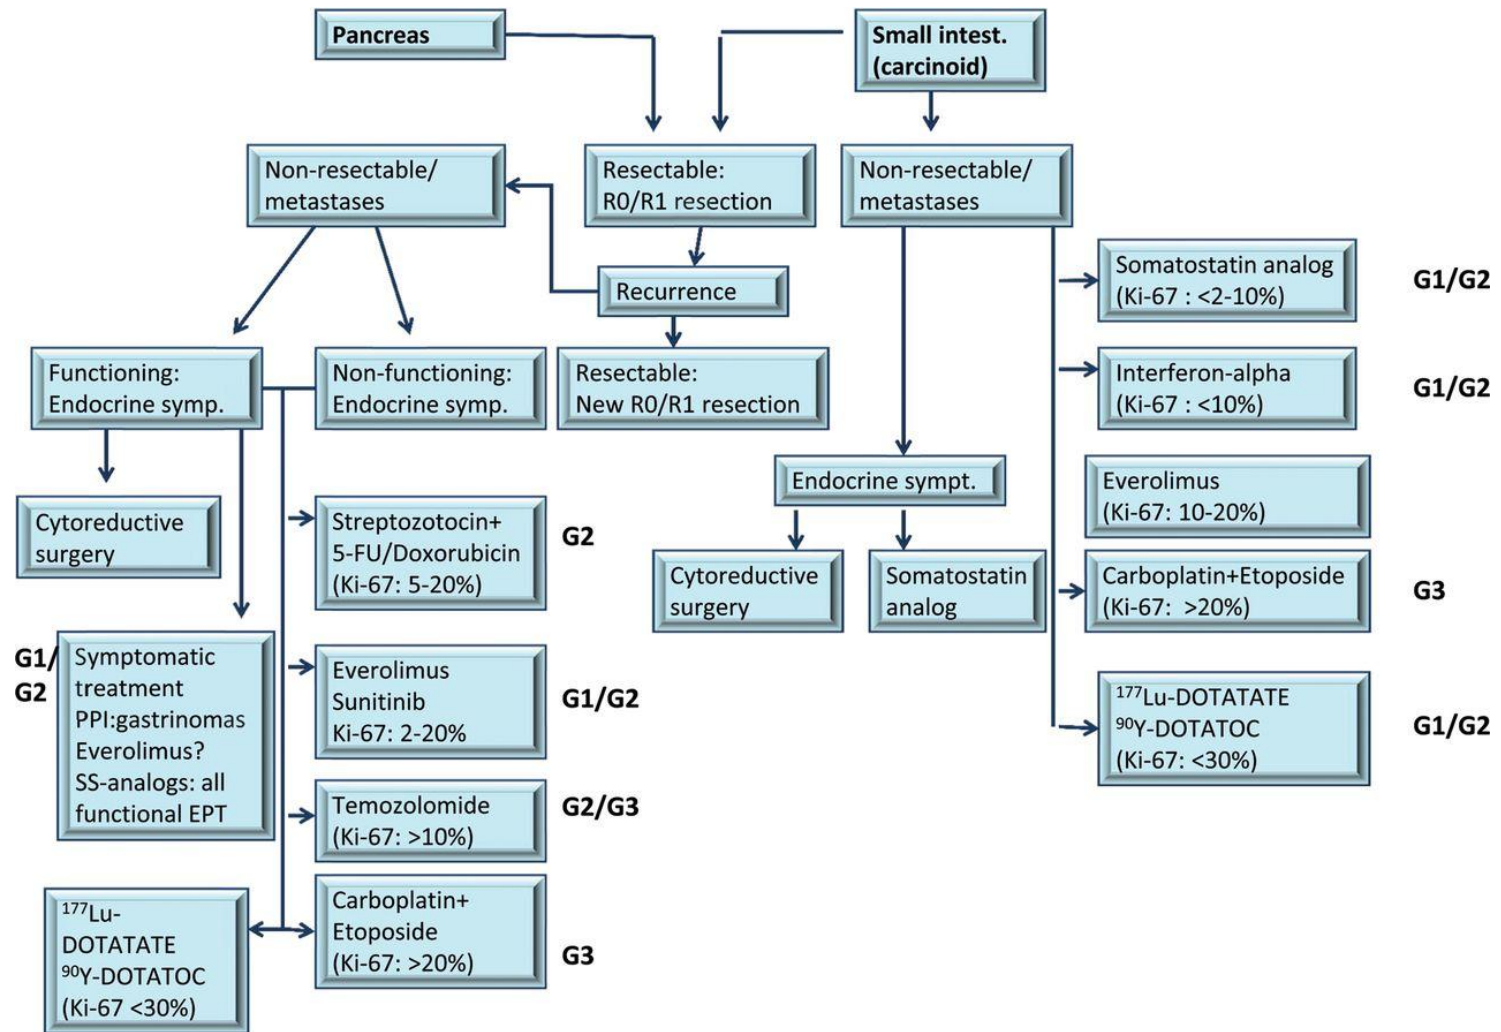 Pancreas
Small intest.
(carcinoid)
Non-resectable/
metastases
Resectable:
R0/R1 resection
Non-resectable/
metastases
Recurrence
Somatostatin analog
(Ki-67 : <2-10%)
G1/G2
Functioning:
Endocrine symp.
Non-functioning:
Endocrine symp.
Resectable:
New R0/R1 resection
Interferon-alpha
(Ki-67 : <10%)
G1/G2
Endocrine sympt.
Everolimus
(Ki-67: 10-20%)
Cytoreductive
surgery
Streptozotocin+
5-FU/Doxorubicin
(Ki-67: 5-20%)
G2
Cytoreductive
surgery
Somatostatin
analog
Carboplatin+Etoposide
(Ki-67:  >20%)
G3
G1/
G2
Symptomatic
treatment
PPI:gastrinomas
Everolimus?
SS-analogs: all
functional EPT
Everolimus
Sunitinib
Ki-67: 2-20%
G1/G2
¹⁷⁷Lu-DOTATATE
⁹⁰Y-DOTATOC
(Ki-67: <30%)
G1/G2
Temozolomide
(Ki-67: >10%)
G2/G3
¹⁷⁷Lu-
DOTATATE
⁹⁰Y-DOTATOC
(Ki-67 <30%)
Carboplatin+
Etoposide
(Ki-67: >20%)
G3